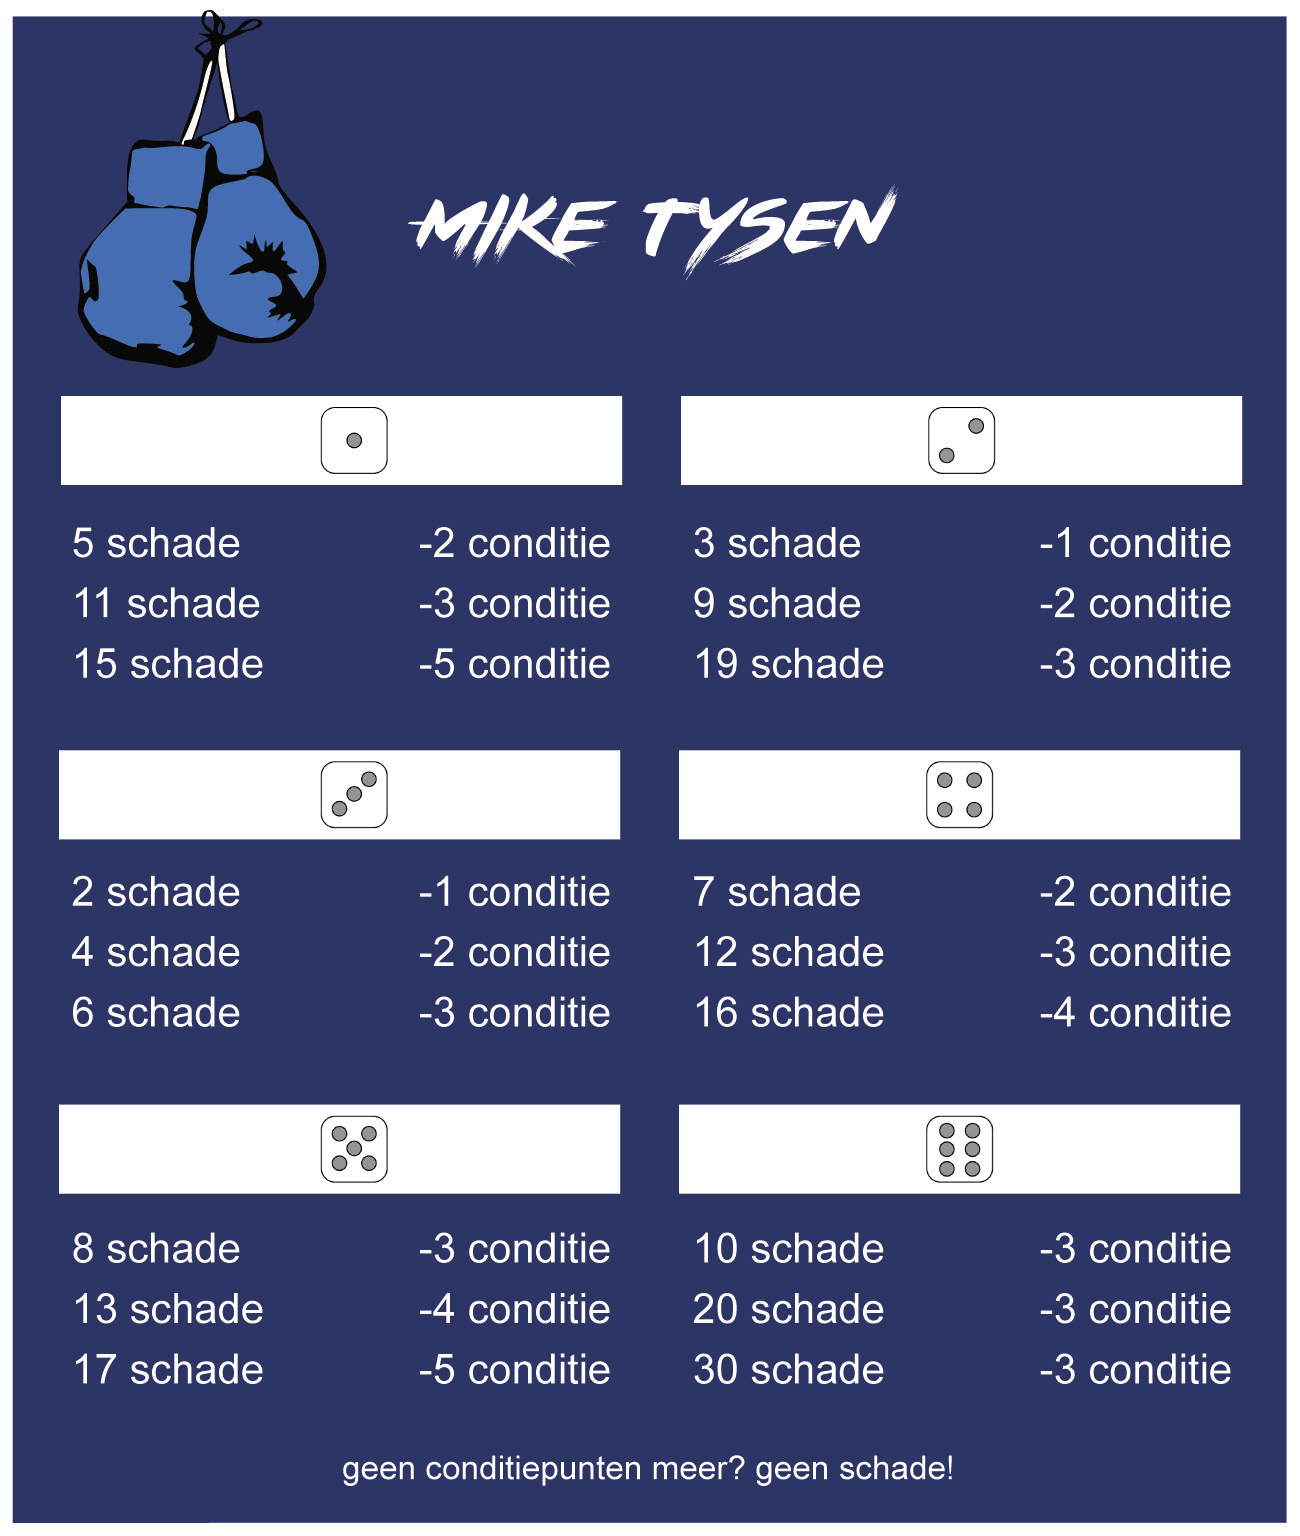 MIKE TYSEN
5 schade -2 conditie
11 schade -3 conditie
15 schade -5 conditie
3 schade -1 conditie
9 schade -2 conditie
19 schade -3 conditie
2 schade -1 conditie
4 schade -2 conditie
6 schade -3 conditie
7 schade -2 conditie
12 schade -3 conditie
16 schade -4 conditie
8 schade -3 conditie
13 schade -4 conditie
17 schade -5 conditie
10 schade -3 conditie
20 schade -3 conditie
30 schade -3 conditie
geen conditiepunten meer? geen schade!